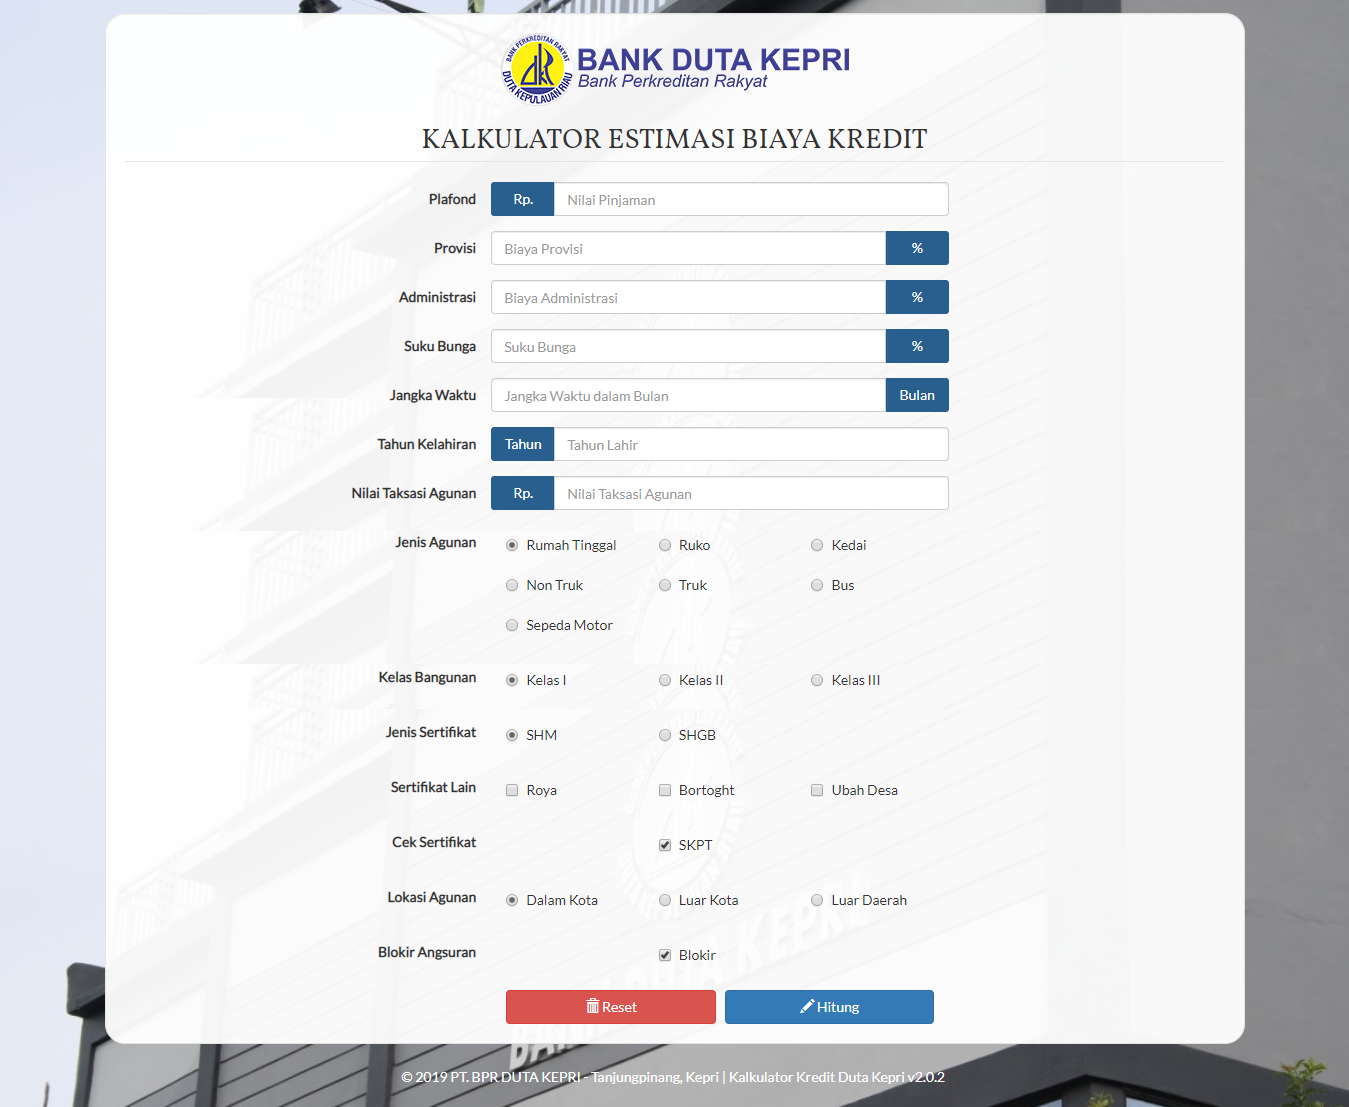 BANK PERKREDITAN RAKYAT
DUTA KEPULAUAN RIAU
BANK DUTA KEPRI
Bank Perkreditan Rakyat
KALKULATOR ESTIMASI BIAYA KREDIT
Plafond Rp. Nilai Pinjaman
Provisi Biaya Provisi %
Administrasi Biaya Administrasi %
Suku Bunga Suku Bunga %
Jangka Waktu Jangka Waktu dalam Bulan Bulan
Tahun Kelahiran Tahun Tahun Lahir
Nilai Taksasi Agunan Rp. Nilai Taksasi Agunan
Jenis Agunan Rumah Tinggal Ruko Kedai
Non Truk Truk Bus
Sepeda Motor
Kelas Bangunan Kelas I Kelas II Kelas III
Jenis Sertifikat SHM SHGB
Sertifikat Lain Roya Bortoght Ubah Desa
Cek Sertifikat SKPT
Lokasi Agunan Dalam Kota Luar Kota Luar Daerah
Blokir Angsuran Blokir
BANK DUTA KEPRI
Reset Hitung
© 2019 PT. BPR DUTA KEPRI - Tanjungpinang, Kepri | Kalkulator Kredit Duta Kepri v2.0.2